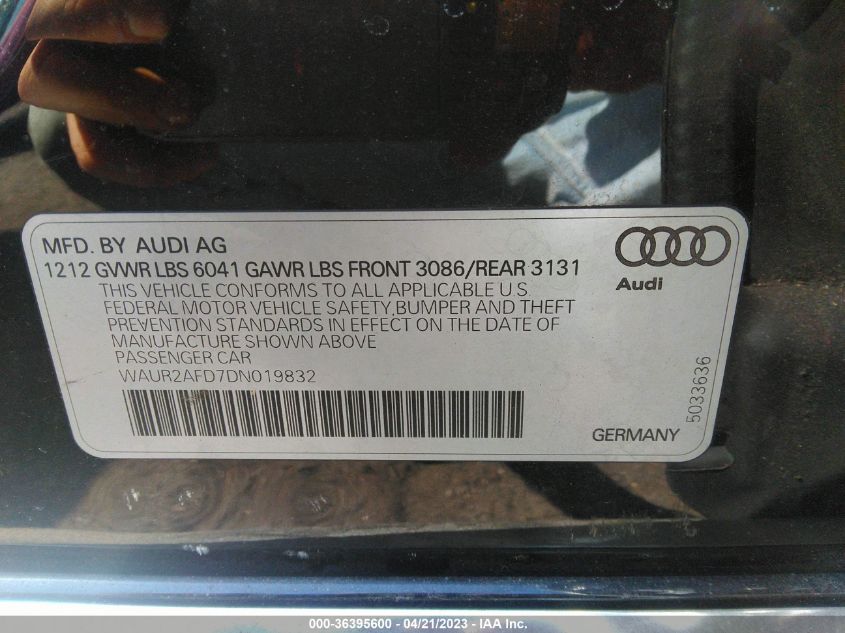 MFD. BY AUDI AG
1212 GVWR LBS 6041 GAWR LBS FRONT 3086/REAR 3131
THIS VEHICLE CONFORMS TO ALL APPLICABLE U.S.
FEDERAL MOTOR VEHICLE SAFETY,BUMPER AND THEFT
PREVENTION STANDARDS IN EFFECT ON THE DATE OF
MANUFACTURE SHOWN ABOVE
PASSENGER CAR
WAUR2AFD7DN019832
Audi
5033636
GERMANY
000-36395600 - 04/21/2023 - IAA Inc.